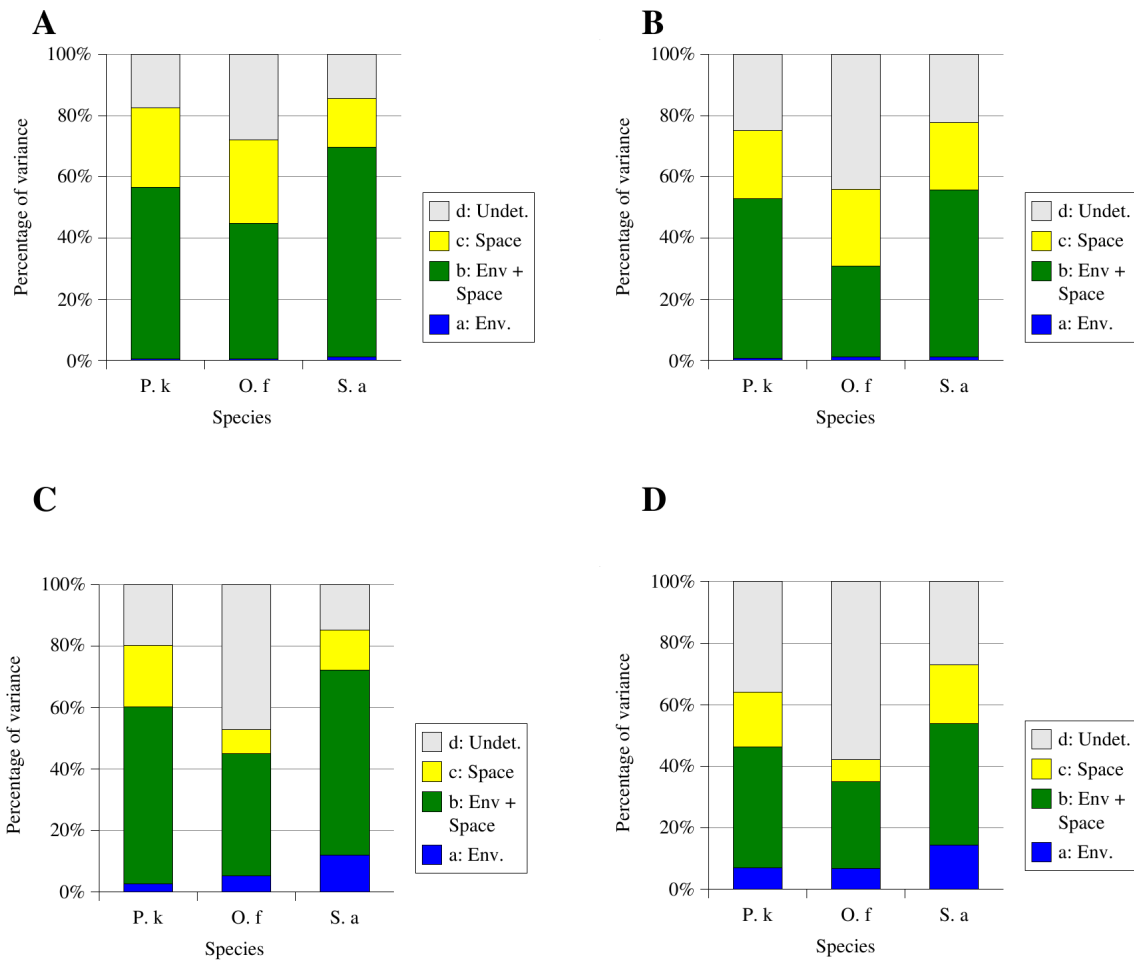 A
100%
80%
60%
40%
20%
0%
Percentage of variance
P. k
O. f
S. a
Species
d: Undet.
c: Space
b: Env +
Space
a: Env.
B
100%
80%
60%
40%
20%
0%
Percentage of variance
P. k
O. f
S. a
Species
d: Undet.
c: Space
b: Env +
Space
a: Env.
C
100%
80%
60%
40%
20%
0%
Percentage of variance
P. k
O. f
S. a
Species
d: Undet.
c: Space
b: Env +
Space
a: Env.
D
100%
80%
60%
40%
20%
0%
Percentage of variance
P. k
O. f
S. a
Species
d: Undet.
c: Space
b: Env +
Space
a: Env.